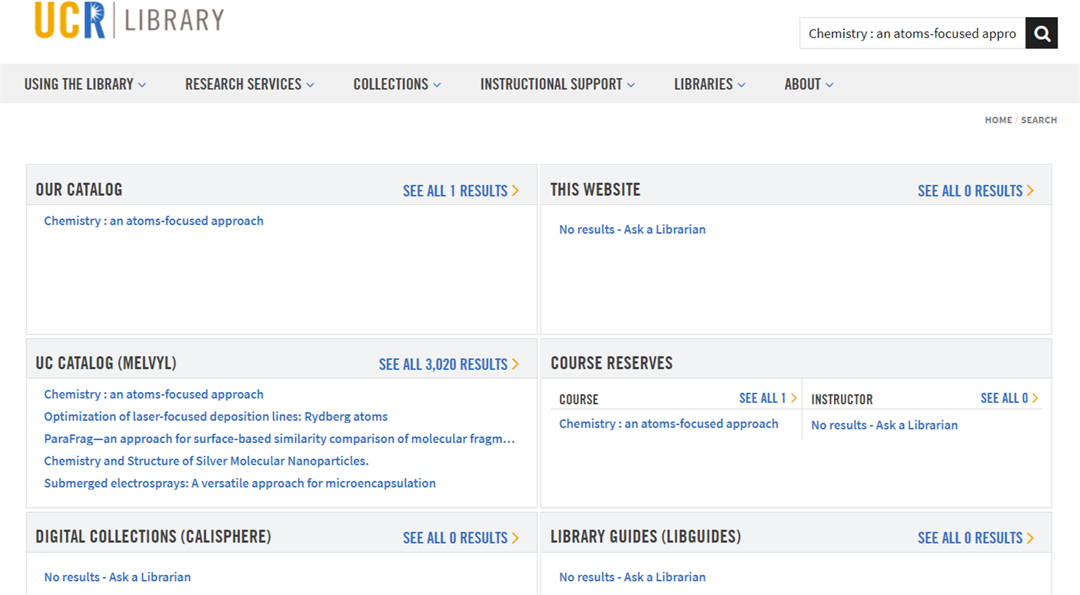 UCR LIBRARY
Chemistry : an atoms-focused appro
USING THE LIBRARY RESEARCH SERVICES COLLECTIONS INSTRUCTIONAL SUPPORT LIBRARIES ABOUT
HOME / SEARCH
OUR CATALOG SEE ALL 1 RESULTS
Chemistry : an atoms-focused approach
THIS WEBSITE SEE ALL 0 RESULTS
No results - Ask a Librarian
UC CATALOG (MELVYL) SEE ALL 3,020 RESULTS
Chemistry : an atoms-focused approach
Optimization of laser-focused deposition lines: Rydberg atoms
ParaFrag—an approach for surface-based similarity comparison of molecular fragm...
Chemistry and Structure of Silver Molecular Nanoparticles.
Submerged electrosprays: A versatile approach for microencapsulation
COURSE RESERVES
COURSE SEE ALL 1
Chemistry : an atoms-focused approach
INSTRUCTOR SEE ALL 0
No results - Ask a Librarian
DIGITAL COLLECTIONS (CALISPHERE) SEE ALL 0 RESULTS
No results - Ask a Librarian
LIBRARY GUIDES (LIBGUIDES) SEE ALL 0 RESULTS
No results - Ask a Librarian